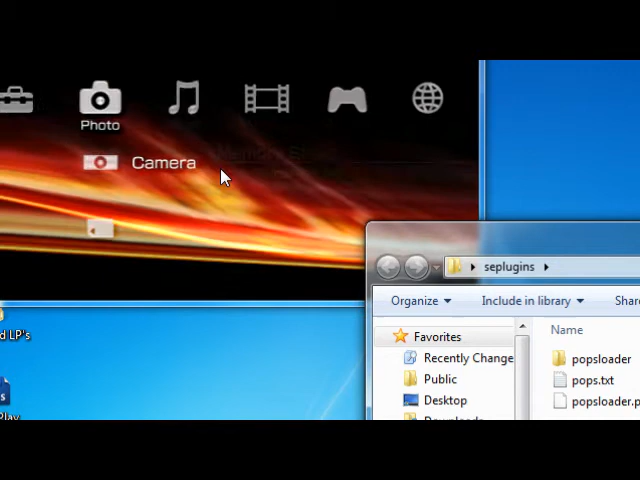 Photo
Camera
seplugins
Organize
Include in library
Share
Name
Favorites
Recently Change
Public
Desktop
popsloader
pops.txt
popsloader.p
d LP's
Play